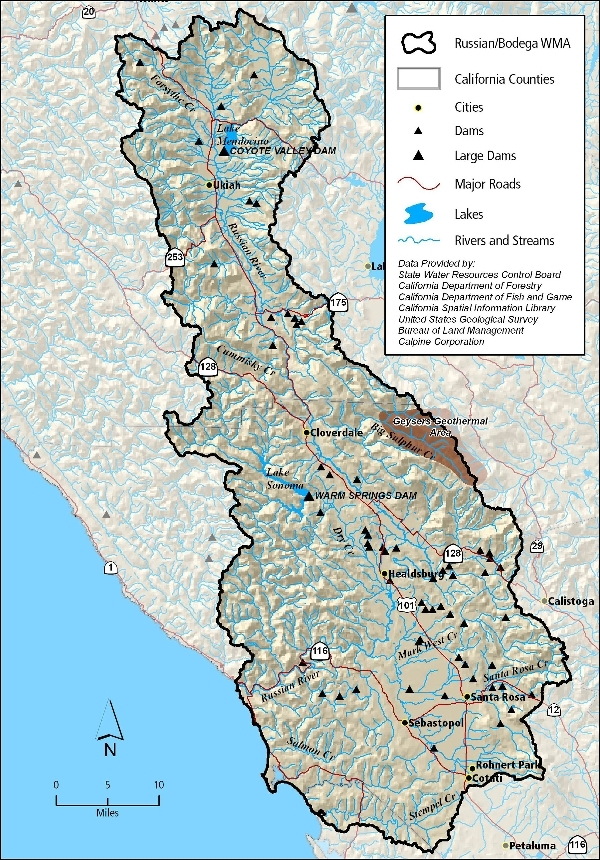 20
Forsythe Cr
Lake
Mendocino
COYOTE VALLEY DAM
Ukiah
Russian River
253
175
128
Cummisky Cr
Geysers Geothermal
Area
Big Sulphur Cr
Cloverdale
Lake
Sonoma
WARM SPRINGS DAM
Dry Cr
128
29
1
Healdsburg
101
Calistoga
Mark West Cr
116
Russian River
Santa Rosa Cr
Santa Rosa
12
Sebastopol
Salmon Cr
Rohnert Park
Cotati
Stempel Cr
Petaluma
116
N
0 5 10
Miles
Russian/Bodega WMA
California Counties
Cities
Dams
Large Dams
Major Roads
Lakes
Rivers and Streams
Data Provided by:
State Water Resources Control Board
California Department of Forestry
California Department of Fish and Game
California Spatial Information Library
United States Geological Survey
Bureau of Land Management
Calpine Corporation